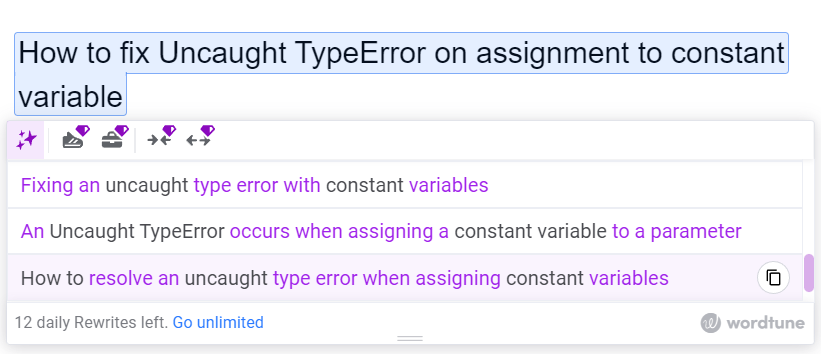 How to fix Uncaught TypeError on assignment to constant
variable
Fixing an uncaught type error with constant variables
An Uncaught TypeError occurs when assigning a constant variable to a parameter
How to resolve an uncaught type error when assigning constant variables
12 daily Rewrites left. Go unlimited
wordtune